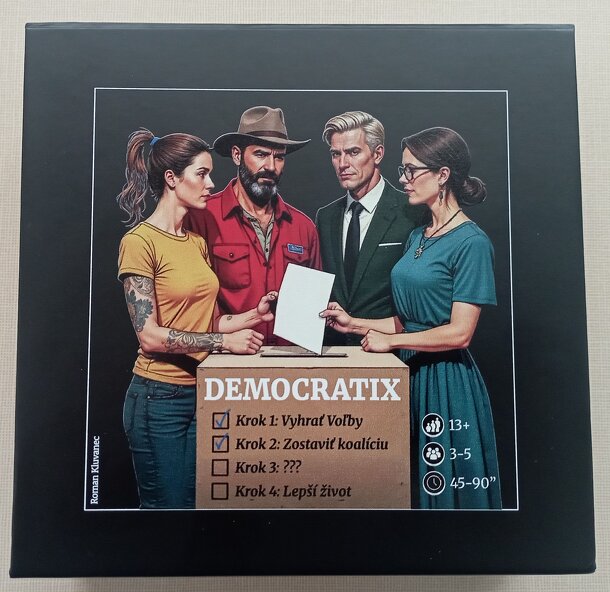 DEMOCRATIX
Krok 1: Vyhrať Voľby
Krok 2: Zostaviť koalíciu
Krok 3: ???
Krok 4: Lepší život
13+
3-5
45-90”
Roman Kluvanec